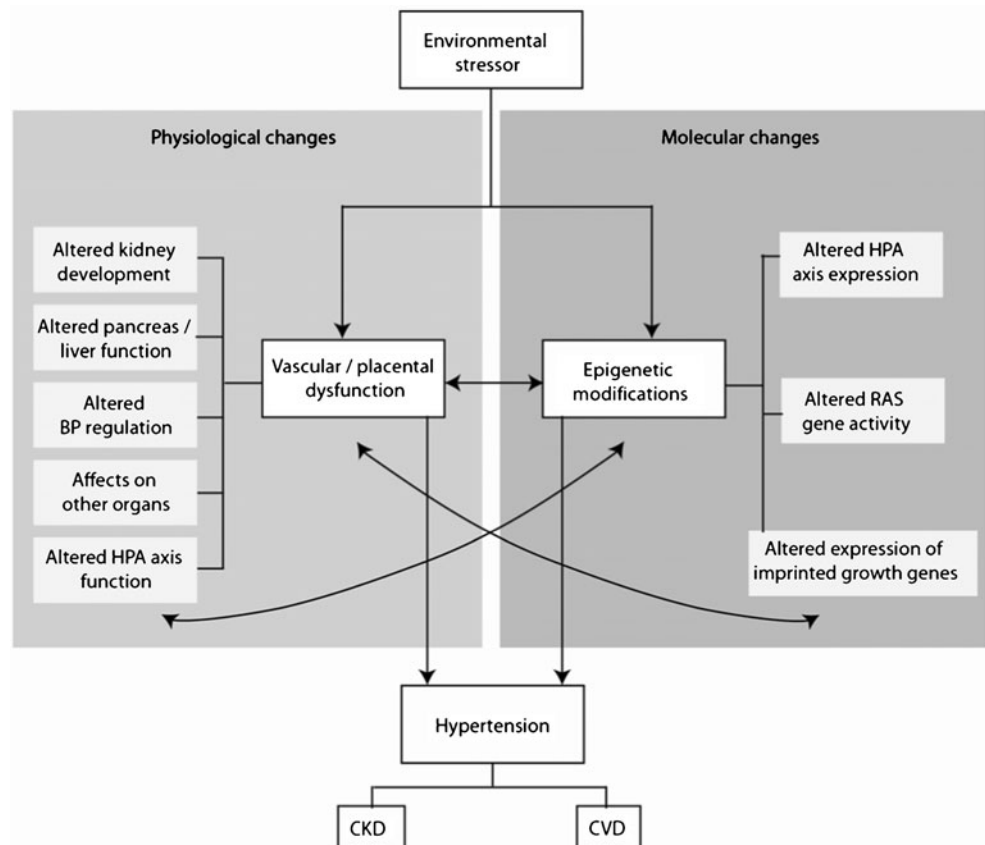 Environmental
stressor
Physiological changes
Molecular changes
Altered kidney
development
Altered pancreas /
liver function
Altered
BP regulation
Affects on
other organs
Altered HPA axis
function
Vascular / placental
dysfunction
Epigenetic
modifications
Altered HPA
axis expression
Altered RAS
gene activity
Altered expression of
imprinted growth genes
Hypertension
CKD
CVD